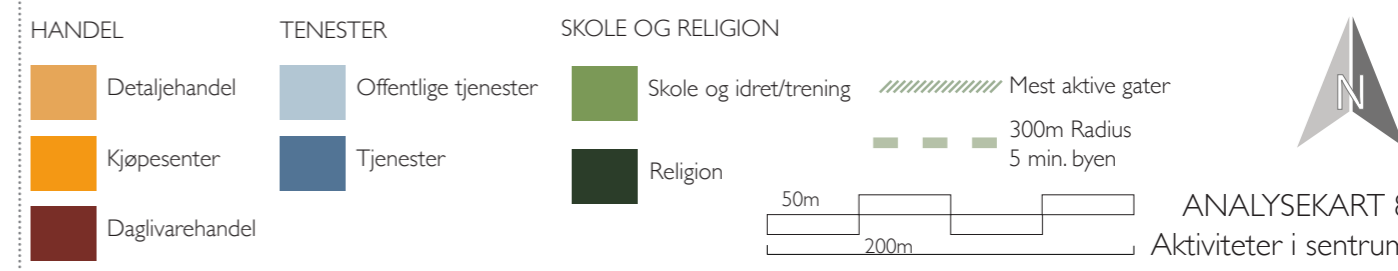 HANDEL
Detaljehandel
Kjøpesenter
Daglivarehandel
TENESTER
Offentlige tjenester
Tjenester
SKOLE OG RELIGION
Skole og idret/trening
Religion
Mest aktive gater
300m Radius
5 min. byen
N
50m
200m
ANALYSEKART 8
Aktiviteter i sentrum